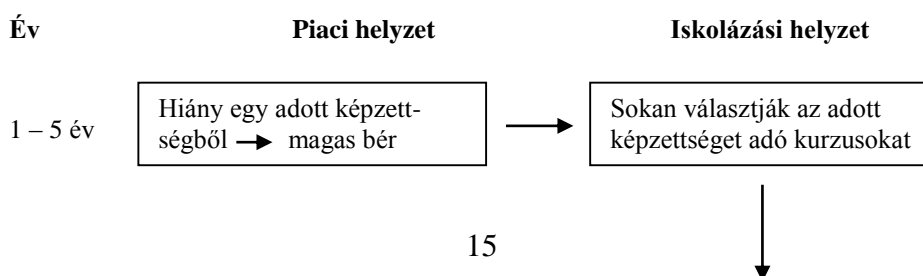 Év Piaci helyzet Iskolázási helyzet
1 – 5 év
Hiány egy adott képzett-
ségből → magas bér
Sokan választják az adott
képzettséget adó kurzusokat
15